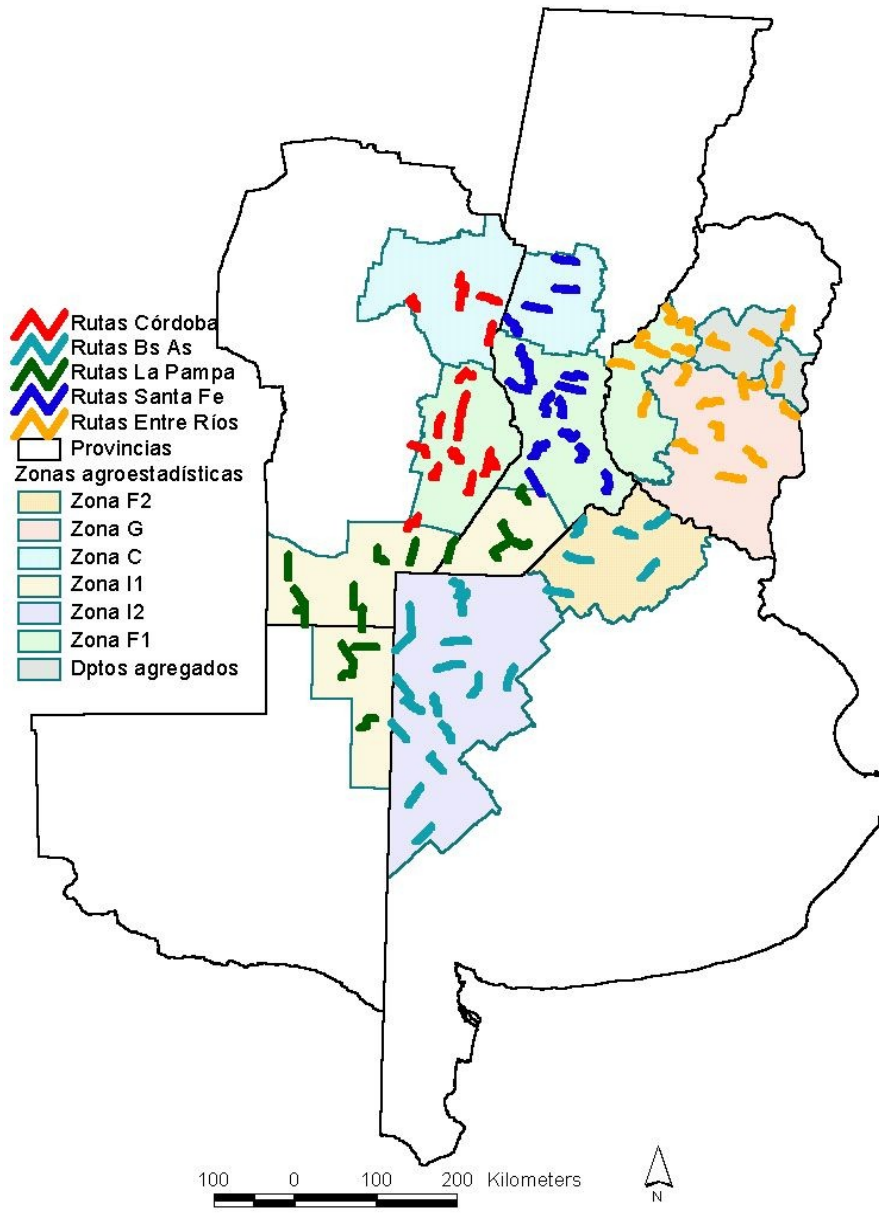 Rutas Córdoba
Rutas Bs As
Rutas La Pampa
Rutas Santa Fe
Rutas Entre Ríos
Provincias
Zonas agroestadísticas
Zona F2
Zona G
Zona C
Zona I1
Zona I2
Zona F1
Dptos agregados
100 0 100 200 Kilometers
N